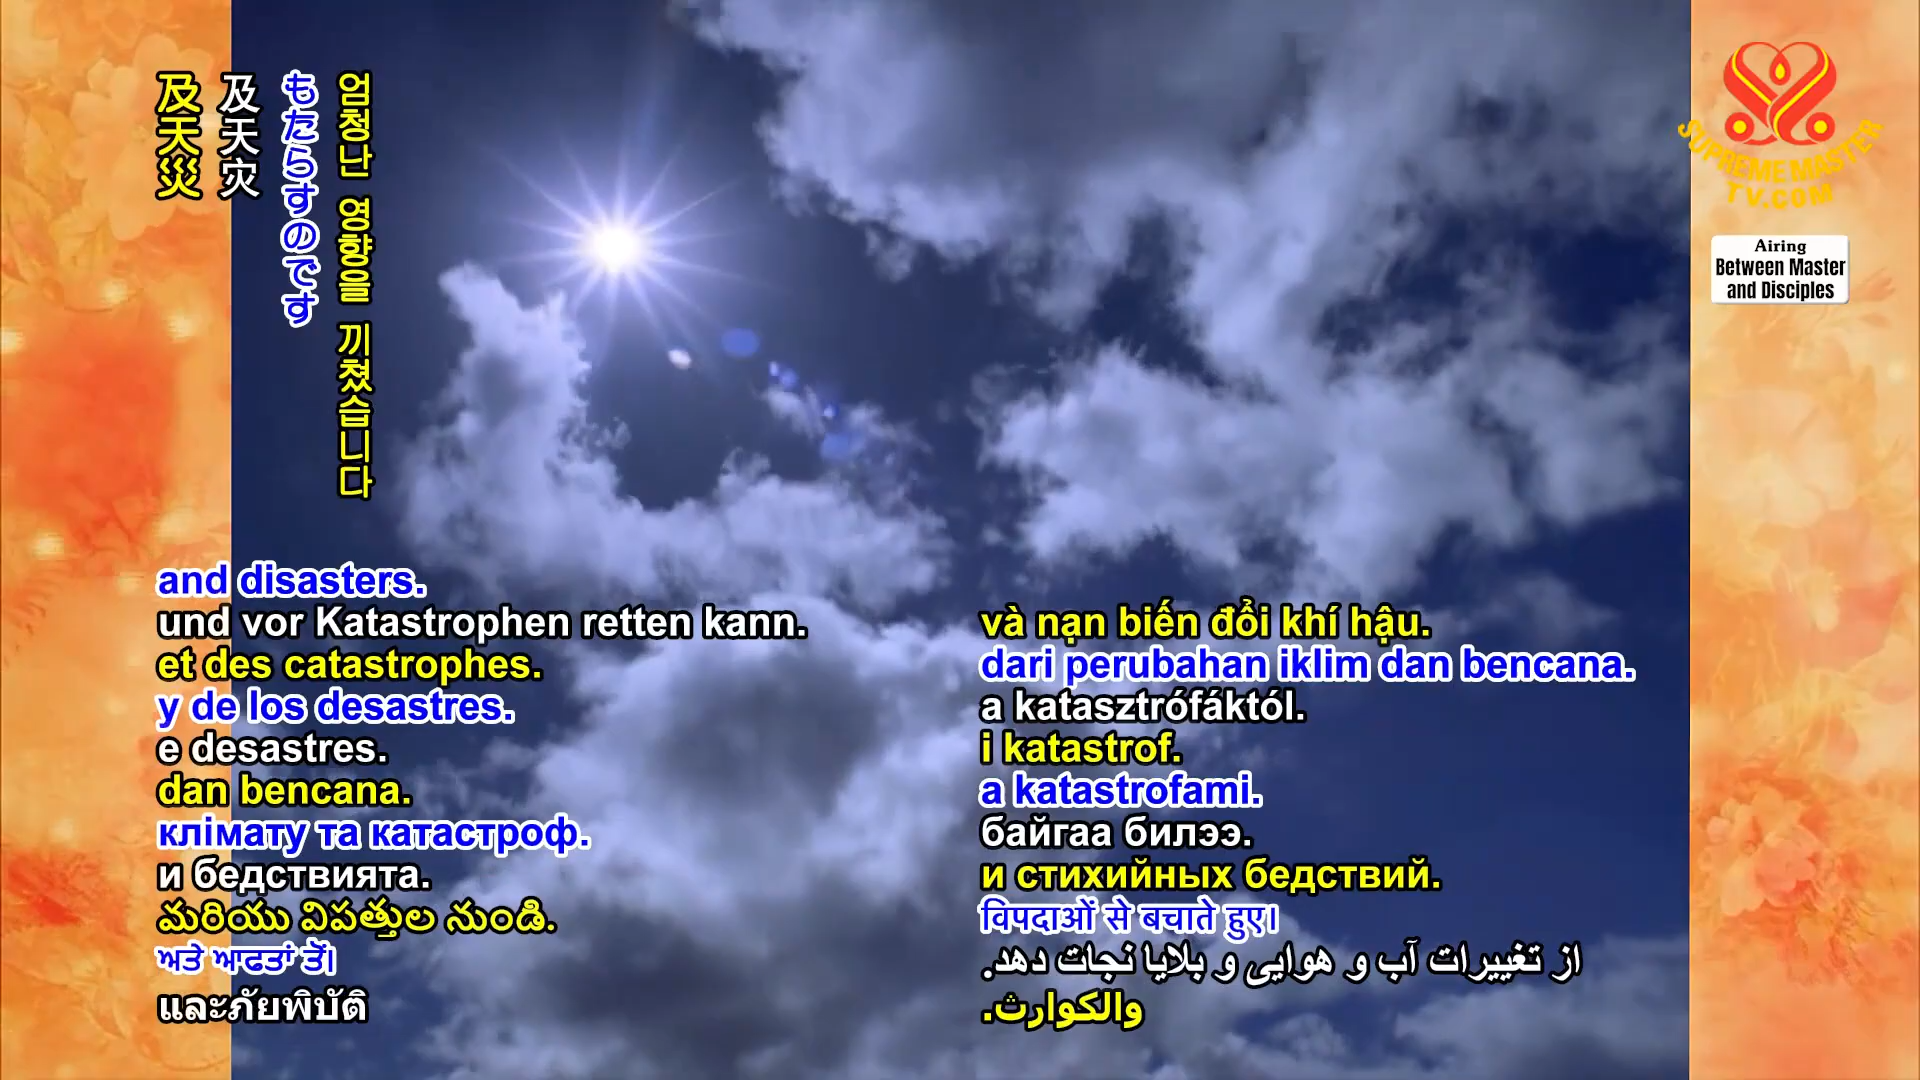 及天災
及天灾
もたらすのです
엄청난 영향을 끼쳤습니다
SUPREME MASTER
TV.COM
Airing
Between Master
and Disciples
and disasters.
und vor Katastrophen retten kann.
et des catastrophes.
y de los desastres.
e desastres.
dan bencana.
клімату та катастроф.
и бедствията.
మరియు విపత్తుల నుండి.
ਅਤੇ ਆਫਤਾਂ ਤੋਂ।
และภัยพิบัติ
và nạn biến đổi khí hậu.
dari perubahan iklim dan bencana.
a katasztrófáktól.
i katastrof.
a katastrofami.
байгаа билээ.
и стихийных бедствий.
विपदाओं से बचाते हुए।
از تغییرات آب و هوایی و بلایا نجات دهد.
والكوارث.